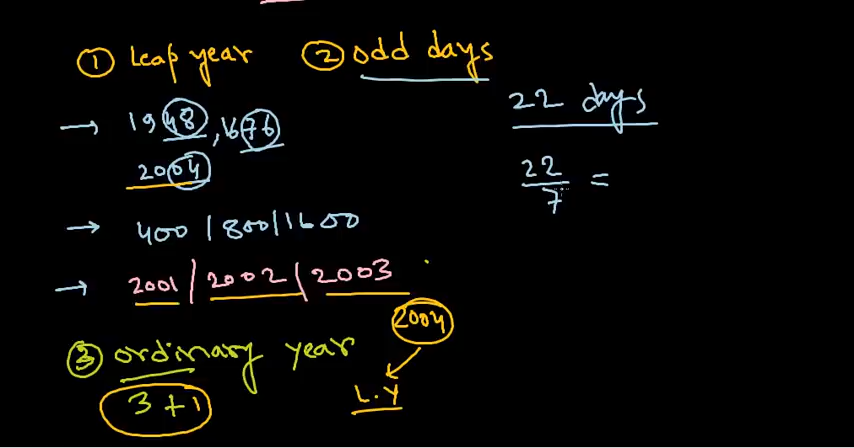 ① Leap year ② odd days
→ 1948, 1676
2004
→ 400 / 800 / 1600
→ 2001 / 2002 / 2003
2004
L.Y
③ ordinary year
3 + 1
22 days
22/7 =